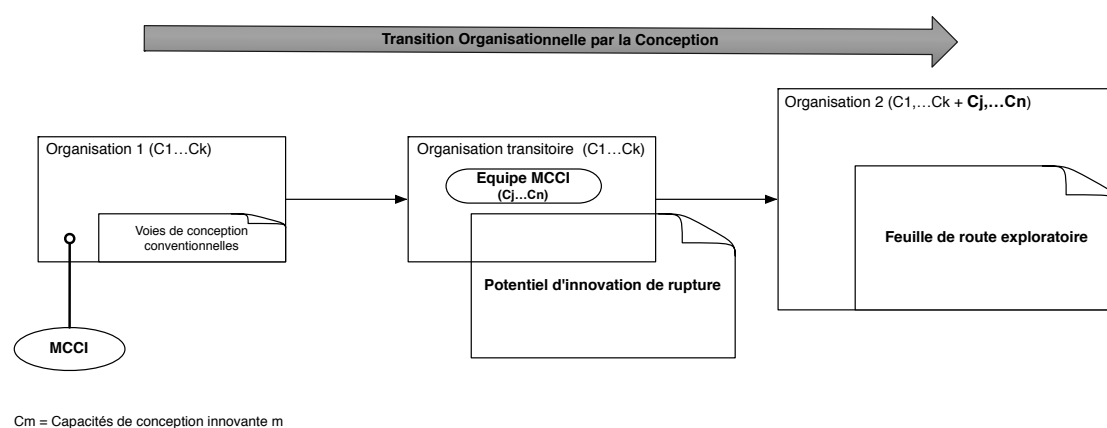 Transition Organisationnelle par la Conception
Organisation 1 (C1…Ck)
Voies de conception
conventionnelles
MCCI
Organisation transitoire (C1…Ck)
Equipe MCCI
(Cj…Cn)
Potentiel d'innovation de rupture
Organisation 2 (C1,…Ck + Cj,…Cn)
Feuille de route exploratoire
Cm = Capacités de conception innovante m